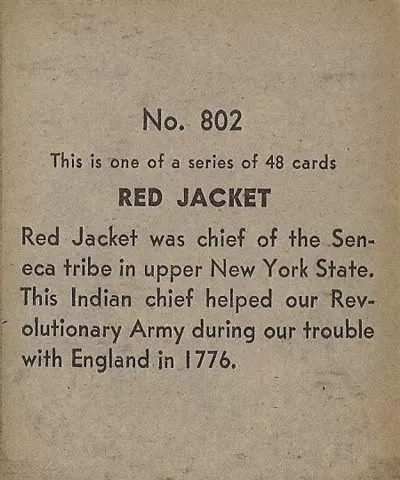 No. 802
This is one of a series of 48 cards
RED JACKET
Red Jacket was chief of the Sen-
eca tribe in upper New York State.
This Indian chief helped our Rev-
olutionary Army during our trouble
with England in 1776.